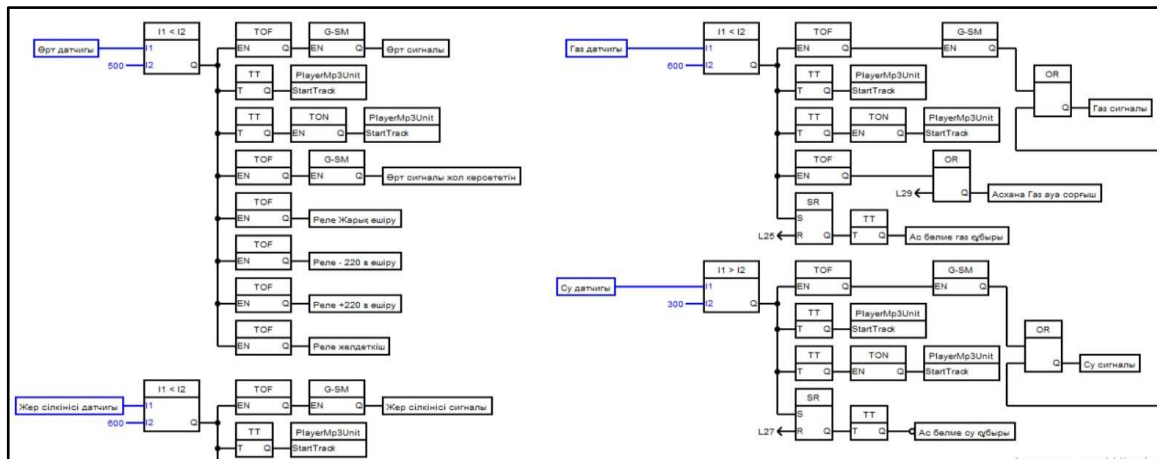 I1 < I2
Өрт датчигы
I1
I2
Q
500
TOF
EN Q
G-SM
EN Q
Өрт сигналы
TT
T Q
PlayerMp3Unit
StartTrack
TT
T Q
TON
EN Q
PlayerMp3Unit
StartTrack
TOF
EN Q
G-SM
EN Q
Өрт сигналы жол көрсететін
TOF
EN Q
Реле Жарық өшіру
TOF
EN Q
Реле - 220 в өшіру
TOF
EN Q
Реле +220 в өшіру
TOF
EN Q
Реле желдеткіш
I1 < I2
Жер сілкінісі датчигы
I1
I2
Q
600
TOF
EN Q
G-SM
EN Q
Жер сілкінісі сигналы
TT
T Q
PlayerMp3Unit
StartTrack
I1 < I2
Газ датчигы
I1
I2
Q
600
TOF
EN Q
G-SM
EN Q
OR
Q
Газ сигналы
TT
T Q
PlayerMp3Unit
StartTrack
TT
T Q
TON
EN Q
PlayerMp3Unit
StartTrack
TOF
EN Q
OR
L29
Q
Асхана Газ ауа сорғыш
SR
S
L25
R Q
TT
T Q
Ас бөлме газ құбыры
I1 > I2
Су датчигы
I1
I2
Q
300
TOF
EN Q
G-SM
EN Q
OR
Q
Су сигналы
TT
T Q
PlayerMp3Unit
StartTrack
TT
T Q
TON
EN Q
PlayerMp3Unit
StartTrack
SR
S
L27
R Q
TT
T Q
Ас бөлме су құбыры